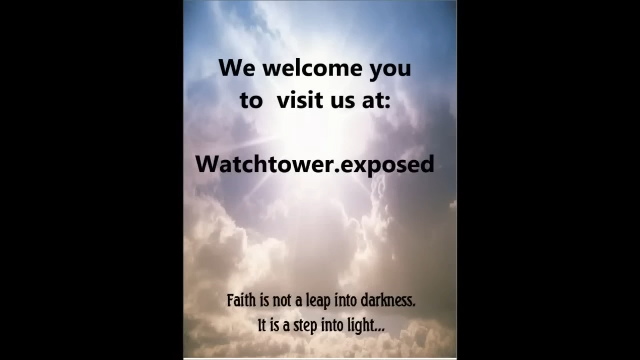 We welcome you
to visit us at:
Watchtower.exposed
Faith is not a leap into darkness.
It is a step into light...